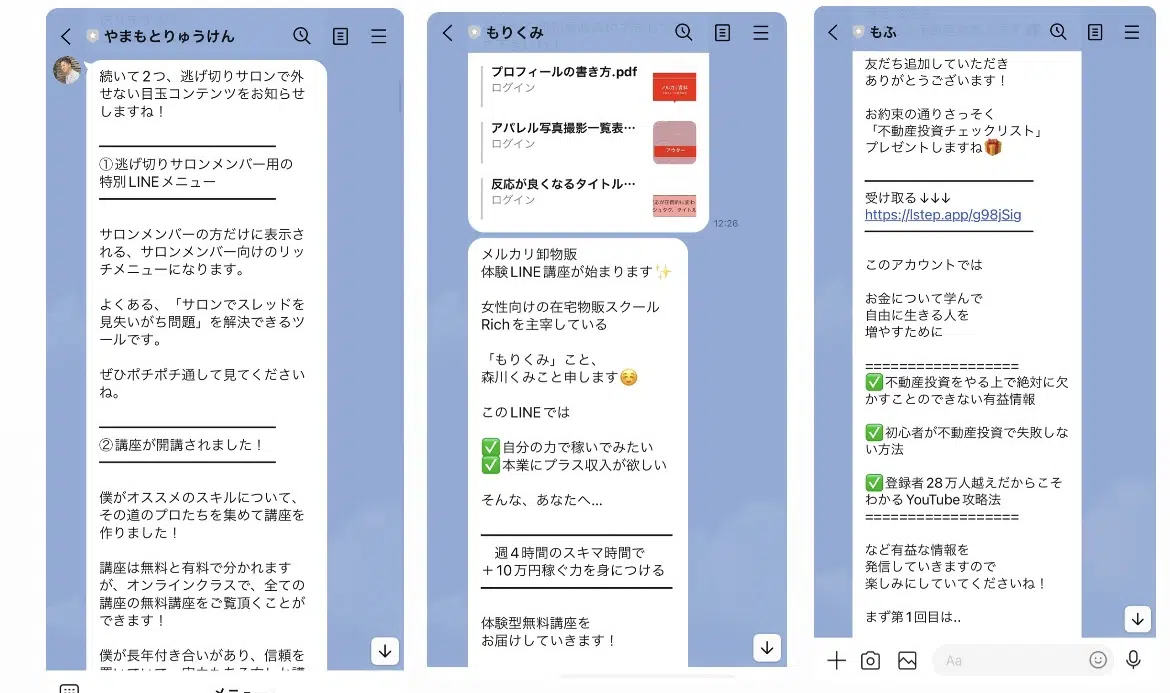 やまもとりゅうけん
続いて2つ、逃げ切りサロンで外
せない目玉コンテンツをお知らせ
しますね！
①逃げ切りサロンメンバー用の
特別LINEメニュー
サロンメンバーの方だけに表示さ
れる、サロンメンバー向けのリッ
チメニューになります。
よくある、「サロンでスレッドを
見失いがち問題」を解決できるツ
ールです。
ぜひポチポチ通して見てください
ね。
②講座が開講されました！
僕がオススメのスキルについて、
その道のプロたちを集めて講座を
作りました！
講座は無料と有料で分かれます
が、オンラインクラスで、全ての
講座の無料講座をご覧頂くことが
できます！
僕が長年付き合いがあり、信頼を
メニュー
もりくみ
プロフィールの書き方.pdf
ログイン
アパレル写真撮影一覧表…
ログイン
アウター
反応が良くなるタイトル…
ログイン
12:26
メルカリ卸物販
体験LINE講座が始まります✨
女性向けの在宅物販スクール
Richを主宰している
「もりくみ」こと、
森川くみこと申します☺️
このLINEでは
✅自分の力で稼いでみたい
✅本業にプラス収入が欲しい
そんな、あなたへ…
週4時間のスキマ時間で
＋10万円稼ぐ力を身につける
体験型無料講座を
お届けしていきます！
もふ
友だち追加していただき
ありがとうございます！
お約束の通りさっそく
「不動産投資チェックリスト」
プレゼントしますね🎁
受け取る↓↓↓
https://lstep.app/g98jSig
このアカウントでは
お金について学んで
自由に生きる人を
増やすために
==================
✅不動産投資をやる上で絶対に欠
かすことのできない有益情報
✅初心者が不動産投資で失敗しな
い方法
✅登録者28万人越えだからこそ
わかるYouTube攻略法
==================
など有益な情報を
発信していきますので
楽しみにしていてくださいね！
まず第1回目は..
Aa